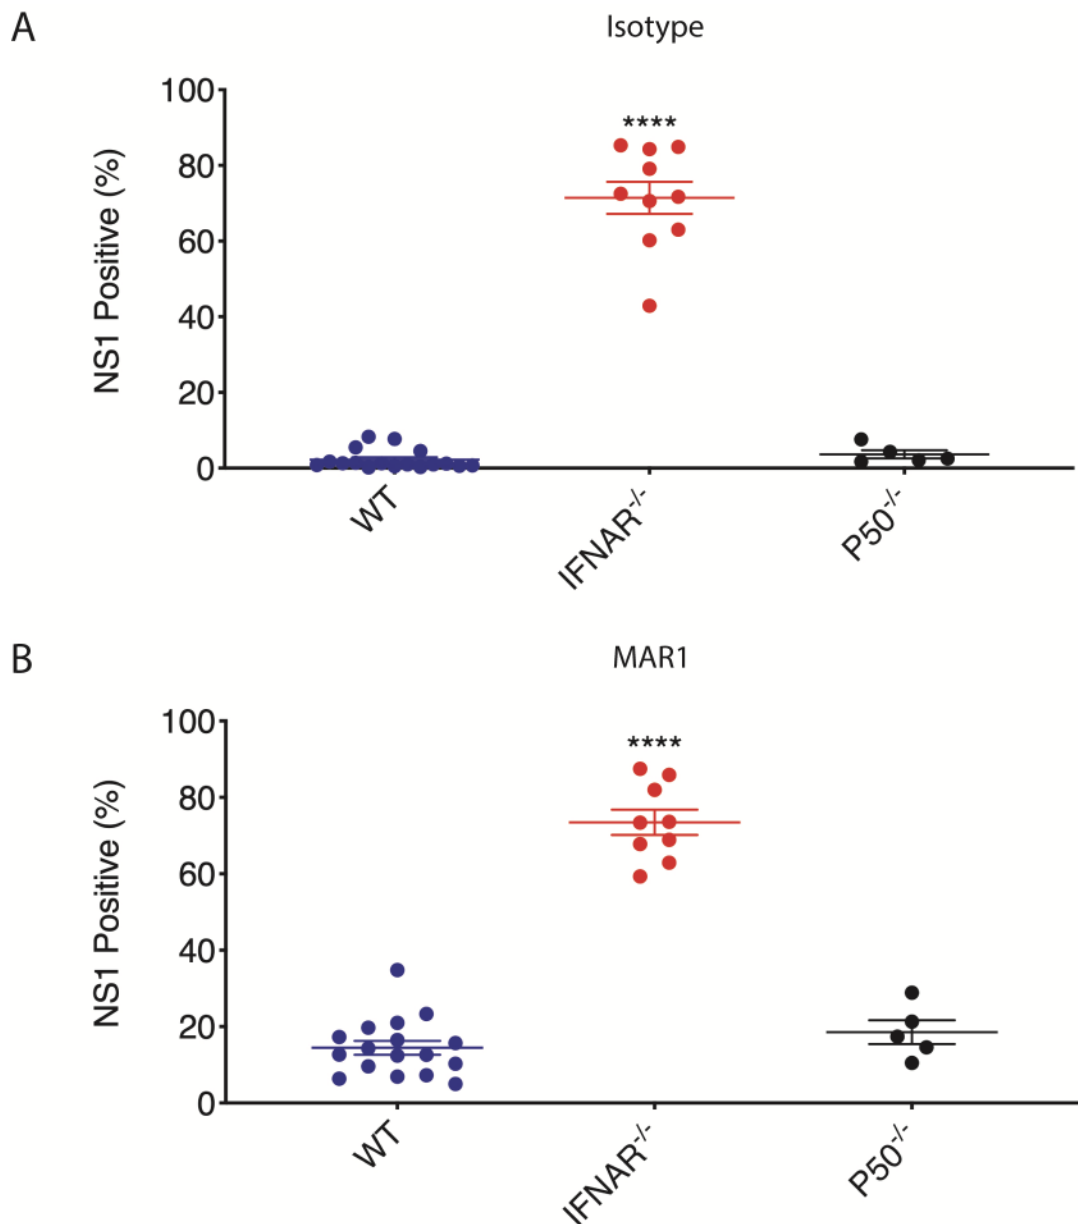 A
Isotype
100
80
60
40
20
0
NS1 Positive (%)
****
WT
IFNAR-/-
P50-/-
B
MAR1
100
80
60
40
20
0
NS1 Positive (%)
****
WT
IFNAR-/-
P50-/-